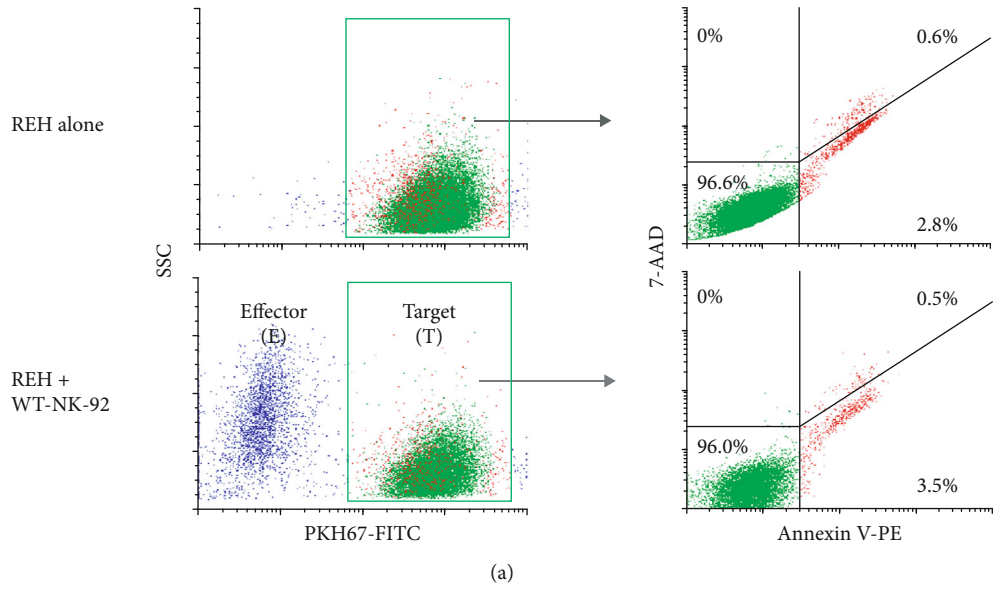 REH alone
SSC
0%
0.6%
96.6%
2.8%
7-AAD
REH +
WT-NK-92
Effector
(E)
Target
(T)
0%
0.5%
96.0%
3.5%
PKH67-FITC
Annexin V-PE
(a)